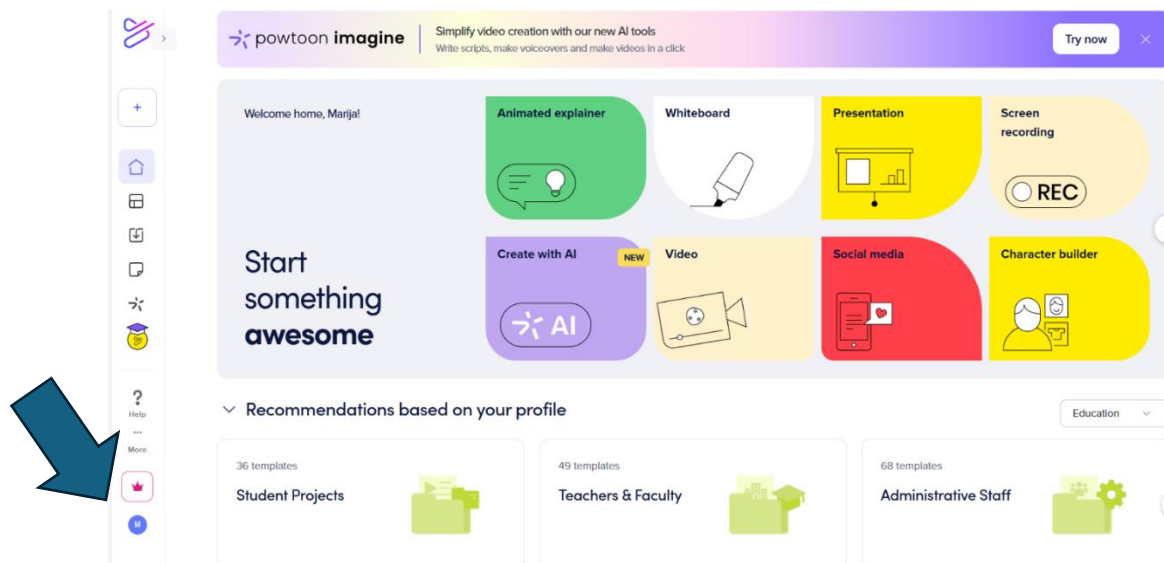 powtoon imagine
Simplify video creation with our new AI tools
Write scripts, make voiceovers and make videos in a click
Try now
Welcome home, Marija!
Start
something
awesome
Animated explainer
Whiteboard
Presentation
Screen
recording
REC
Create with AI
NEW
AI
Video
Social media
Character builder
Help
More
M
Recommendations based on your profile
Education
36 templates
Student Projects
49 templates
Teachers & Faculty
68 templates
Administrative Staff